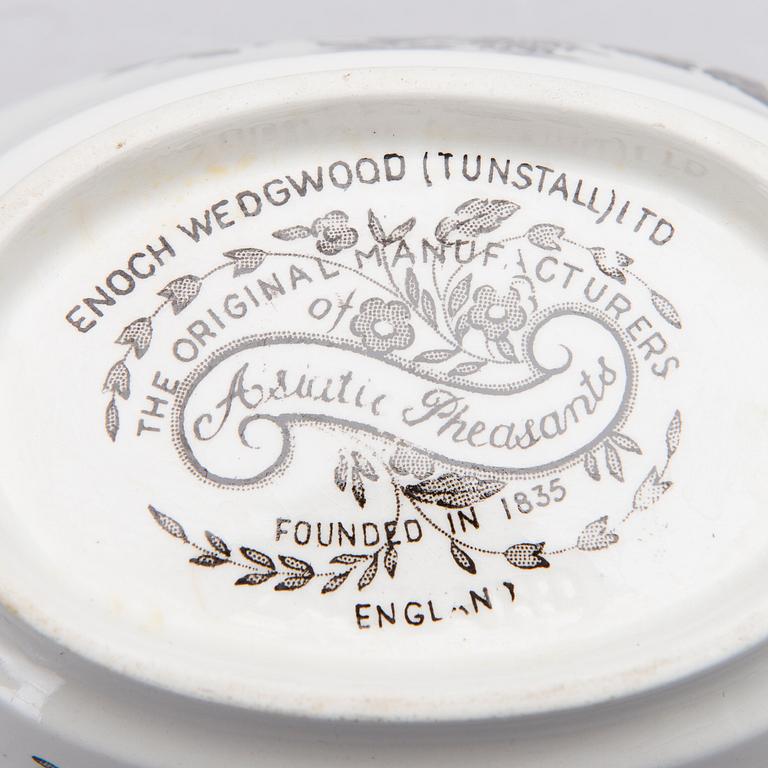 ENOCH WEDGWOOD (TUNSTALL) LTD
THE ORIGINAL MANUFACTURERS
of
Asiatic Pheasants
FOUNDED IN 1835
ENGLAND